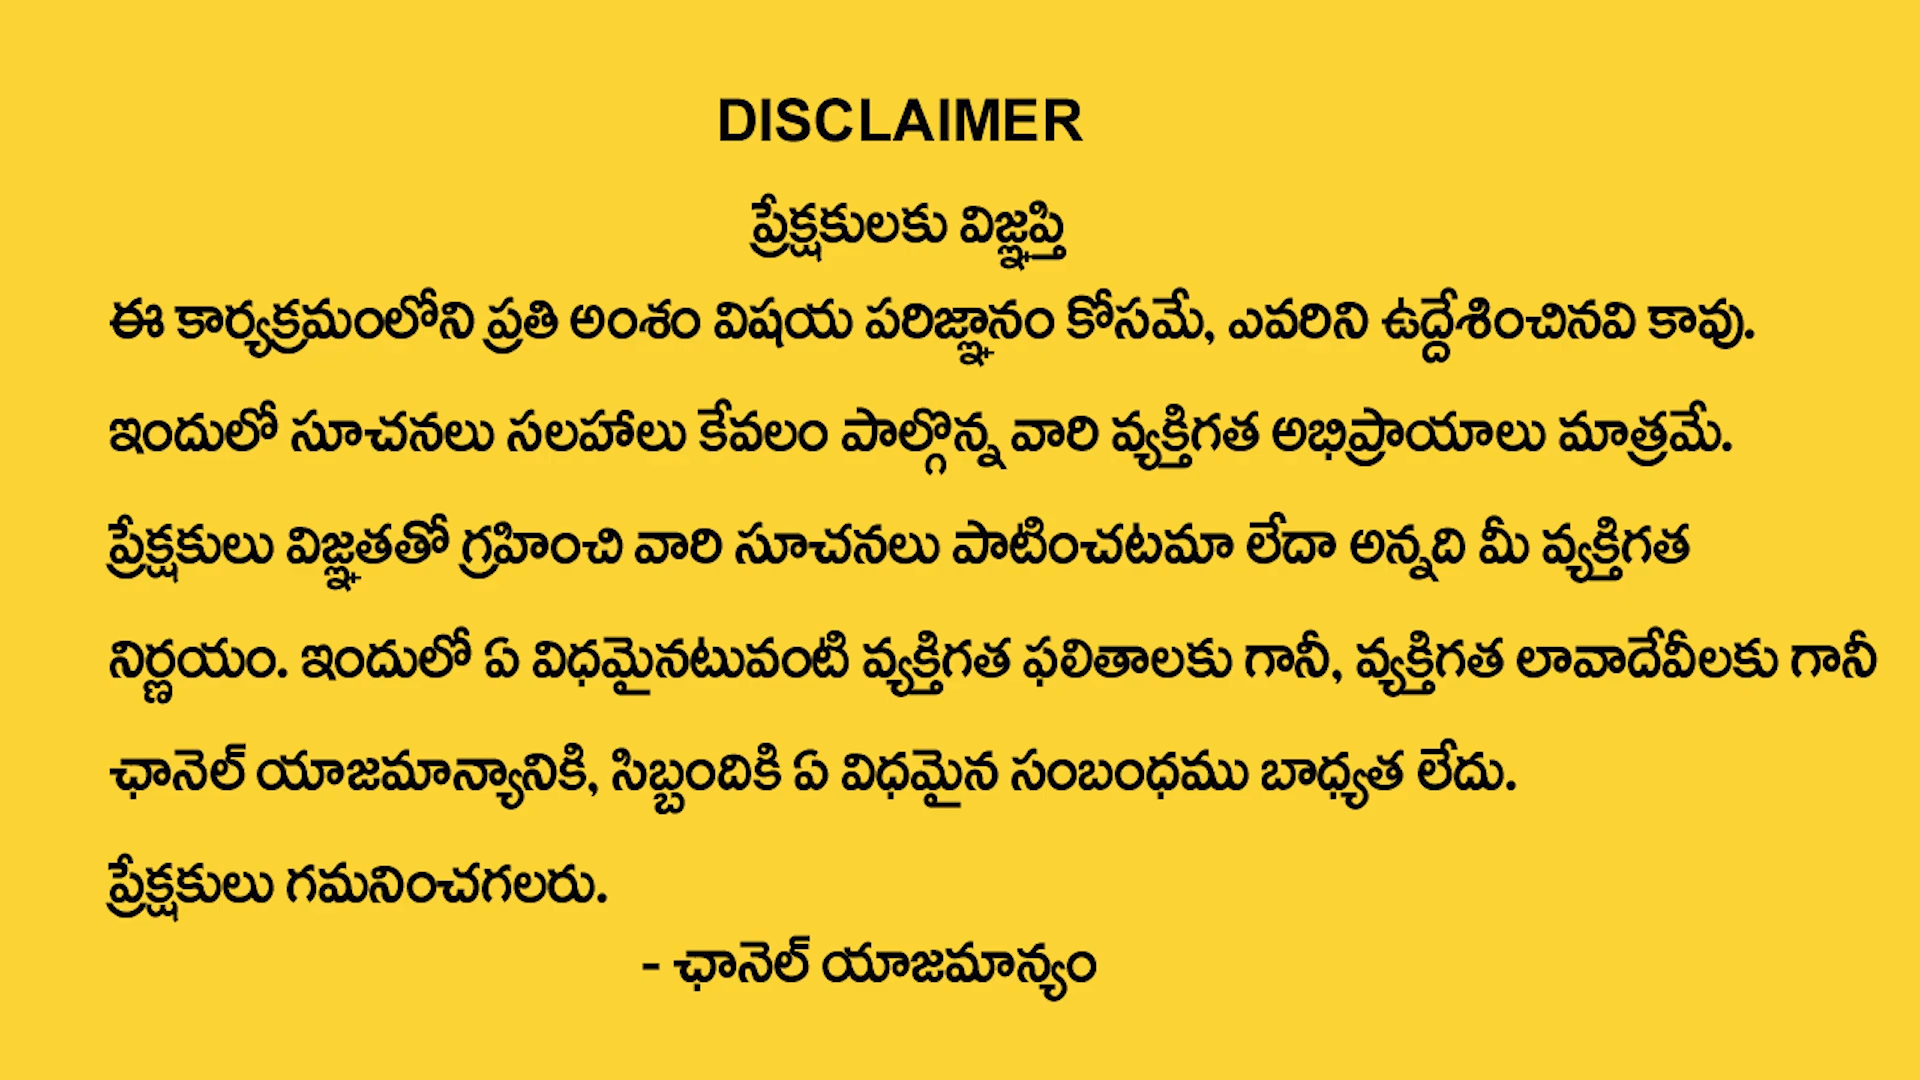 DISCLAIMER
ప్రేక్షకులకు విజ్ఞప్తి
ఈ కార్యక్రమంలోని ప్రతి అంశం విషయ పరిజ్ఞానం కోసమే, ఎవరిని ఉద్దేశించినవి కావు.
ఇందులో సూచనలు సలహాలు కేవలం పాల్గొన్న వారి వ్యక్తిగత అభిప్రాయాలు మాత్రమే.
ప్రేక్షకులు విజ్ఞతతో గ్రహించి వారి సూచనలు పాటించటమా లేదా అన్నది మీ వ్యక్తిగత
నిర్ణయం. ఇందులో ఏ విధమైనటువంటి వ్యక్తిగత ఫలితాలకు గానీ, వ్యక్తిగత లావాదేవీలకు గానీ
ఛానెల్ యాజమాన్యానికి, సిబ్బందికి ఏ విధమైన సంబంధము బాధ్యత లేదు.
ప్రేక్షకులు గమనించగలరు.
- ఛానెల్ యాజమాన్యం